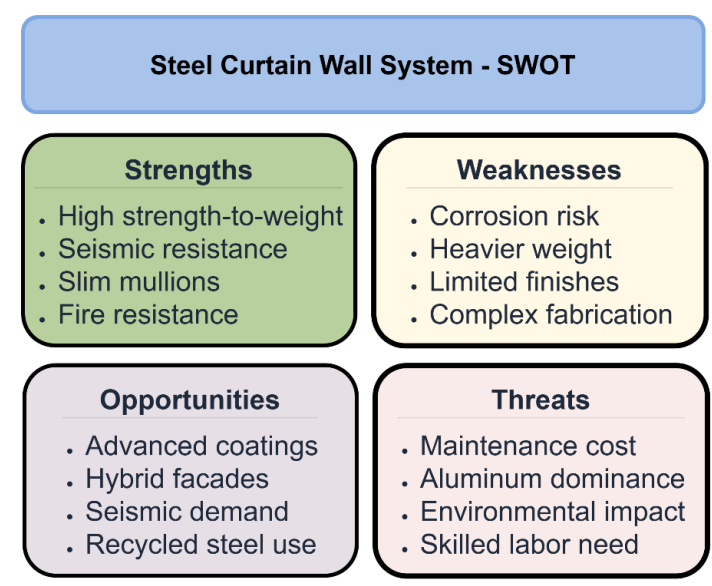 Steel Curtain Wall System - SWOT
Strengths
• High strength-to-weight
• Seismic resistance
• Slim mullions
• Fire resistance
Weaknesses
• Corrosion risk
• Heavier weight
• Limited finishes
• Complex fabrication
Opportunities
• Advanced coatings
• Hybrid facades
• Seismic demand
• Recycled steel use
Threats
• Maintenance cost
• Aluminum dominance
• Environmental impact
• Skilled labor need